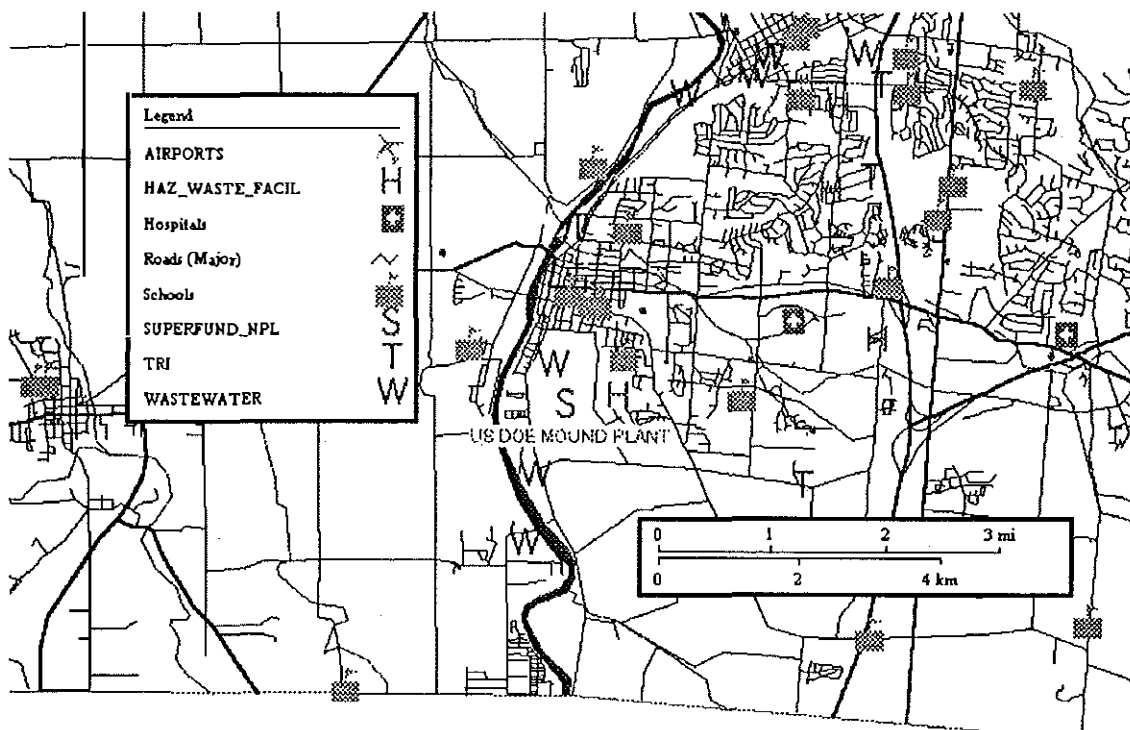 W
W
W
W
T
Legend
AIRPORTS
HAZ_WASTE_FACIL H
T
Hospitals
Roads (Major)
Schools
SUPERFUND_NPL S
TRI T
WASTEWATER W
H
W
S H
US DOE MOUND PLANT
W
T
W
0 1 2 3 mi
0 2 4 km